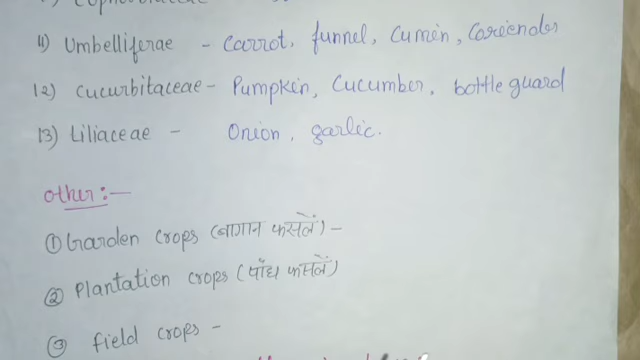 11) Umbelliferae - Carrot, funnel, Cumin, Coriender
12) Cucurbitaceae - Pumpkin, Cucumber, bottle guard
13) Liliaceae - Onion, garlic.
Other:-
① Garden crops (बागान फसलें) -
② Plantation crops (पौध फसलें)
③ field crops -